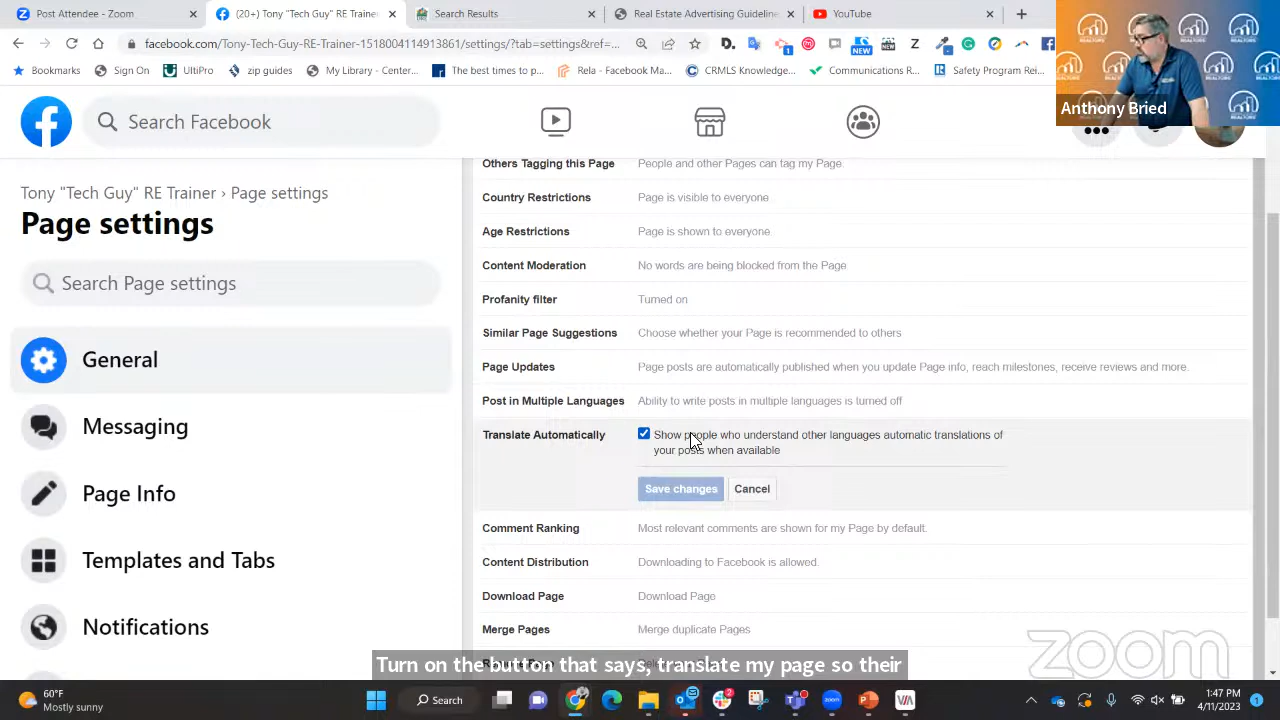 Post Attendee - Zoom
(20+) Tony "Tech Guy" RE Traine
Search Results
Real Estate Advertising Guideline
YouTube
facebook.com/Tony-Tech-Guy-RE-Trainer-151041114913861/settings/?tab=settings&ref=...
Bookmarks
Sign On
UltiPro
zip guides
My Library - Corner...
The best times to p...
Rela - Facebook Ma...
CRMLS Knowledge...
Communications R...
Safety Program Rei...
Anthony Bried
Search Facebook
Tony "Tech Guy" RE Trainer › Page settings
Page settings
Search Page settings
General
Messaging
Page Info
Templates and Tabs
Notifications
Others Tagging this Page People and other Pages can tag my Page.
Country Restrictions Page is visible to everyone.
Age Restrictions Page is shown to everyone.
Content Moderation No words are being blocked from the Page.
Profanity filter Turned on
Similar Page Suggestions Choose whether your Page is recommended to others
Page Updates Page posts are automatically published when you update Page info, reach milestones, receive reviews and more.
Post in Multiple Languages Ability to write posts in multiple languages is turned off
Translate Automatically Show people who understand other languages automatic translations of
your posts when available
Save changes Cancel
Comment Ranking Most relevant comments are shown for my Page by default.
Content Distribution Downloading to Facebook is allowed.
Download Page Download Page
Merge Pages Merge duplicate Pages
zoom
Turn on the button that says, translate my page so their
60°F
Mostly sunny
Search
1:47 PM
4/11/2023